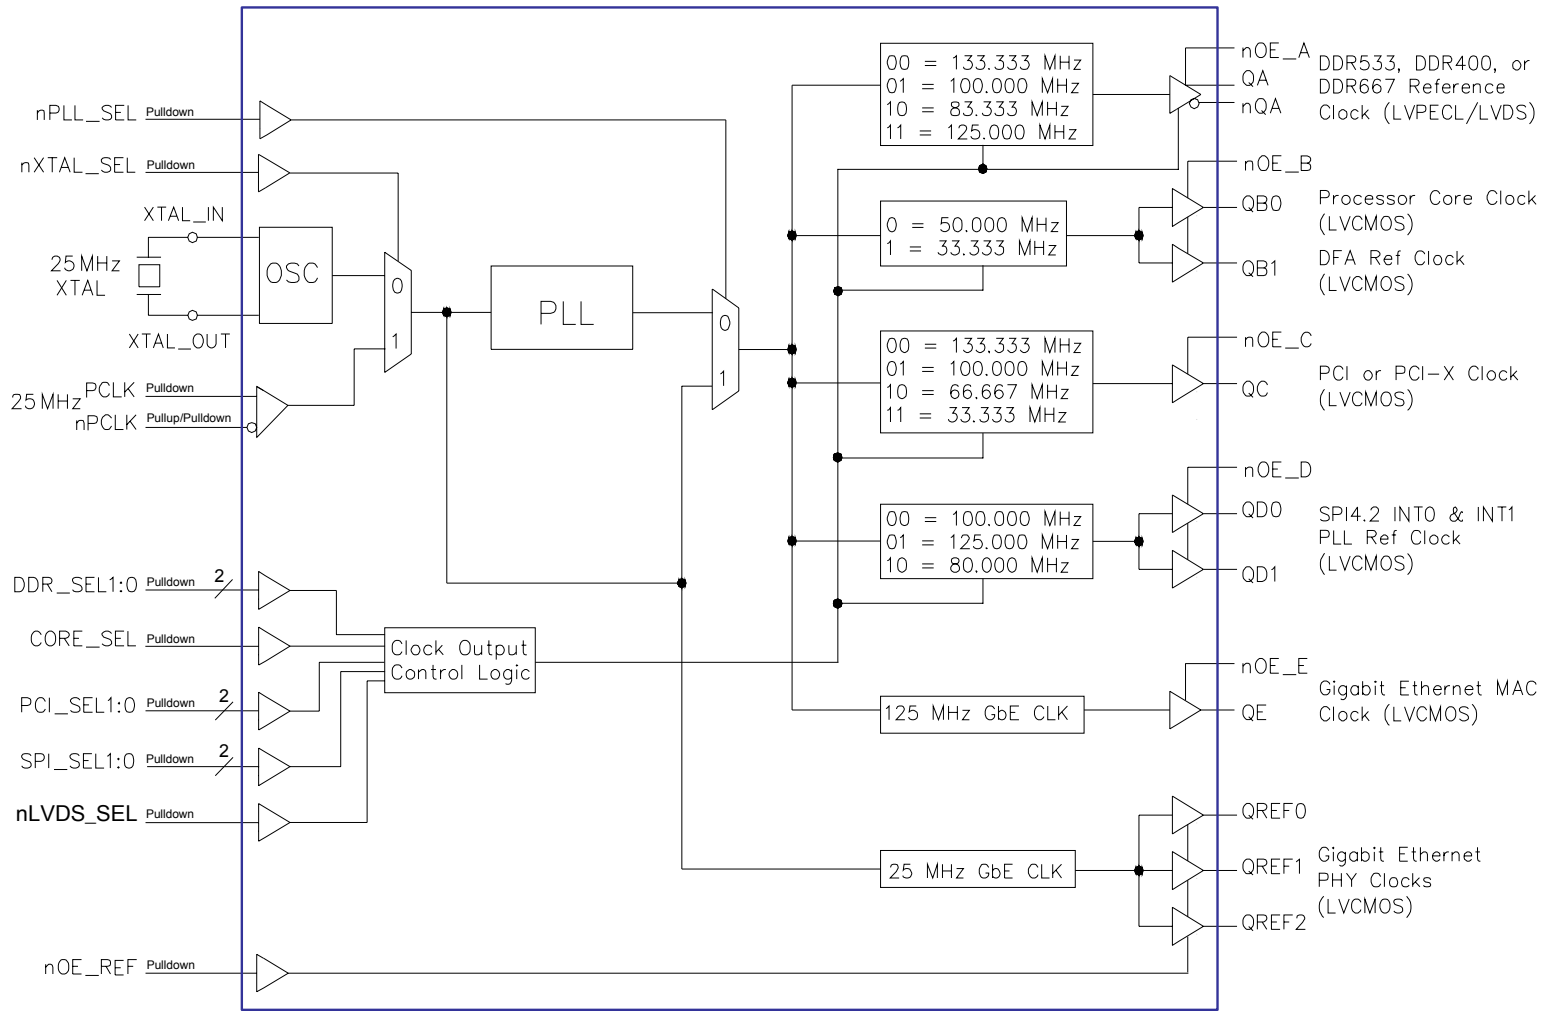 nPLL_SEL Pulldown
nXTAL_SEL Pulldown
XTAL_IN
25 MHz
XTAL
XTAL_OUT
OSC
0
1
PCLK Pulldown
25 MHz
nPCLK Pullup/Pulldown
PLL
0
1
DDR_SEL1:0 Pulldown 2
CORE_SEL Pulldown
PCI_SEL1:0 Pulldown 2
SPI_SEL1:0 Pulldown 2
nLVDS_SEL Pulldown
nOE_REF Pulldown
Clock Output
Control Logic
00 = 133.333 MHz
01 = 100.000 MHz
10 = 83.333 MHz
11 = 125.000 MHz
0 = 50.000 MHz
1 = 33.333 MHz
00 = 133.333 MHz
01 = 100.000 MHz
10 = 66.667 MHz
11 = 33.333 MHz
00 = 100.000 MHz
01 = 125.000 MHz
10 = 80.000 MHz
125 MHz GbE CLK
25 MHz GbE CLK
nOE_A
QA
nQA
DDR533, DDR400, or
DDR667 Reference
Clock (LVPECL/LVDS)
nOE_B
QB0
QB1
Processor Core Clock
(LVCMOS)
DFA Ref Clock
(LVCMOS)
nOE_C
QC
PCI or PCI-X Clock
(LVCMOS)
nOE_D
QD0
QD1
SPI4.2 INT0 & INT1
PLL Ref Clock
(LVCMOS)
nOE_E
QE
Gigabit Ethernet MAC
Clock (LVCMOS)
QREF0
QREF1
QREF2
Gigabit Ethernet
PHY Clocks
(LVCMOS)